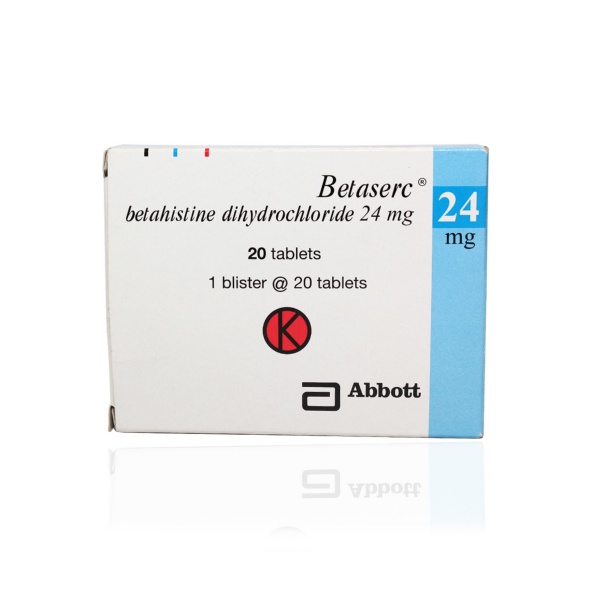 Betaserc®
betahistine dihydrochloride 24 mg
24
mg
20 tablets
1 blister @ 20 tablets
K
Abbott